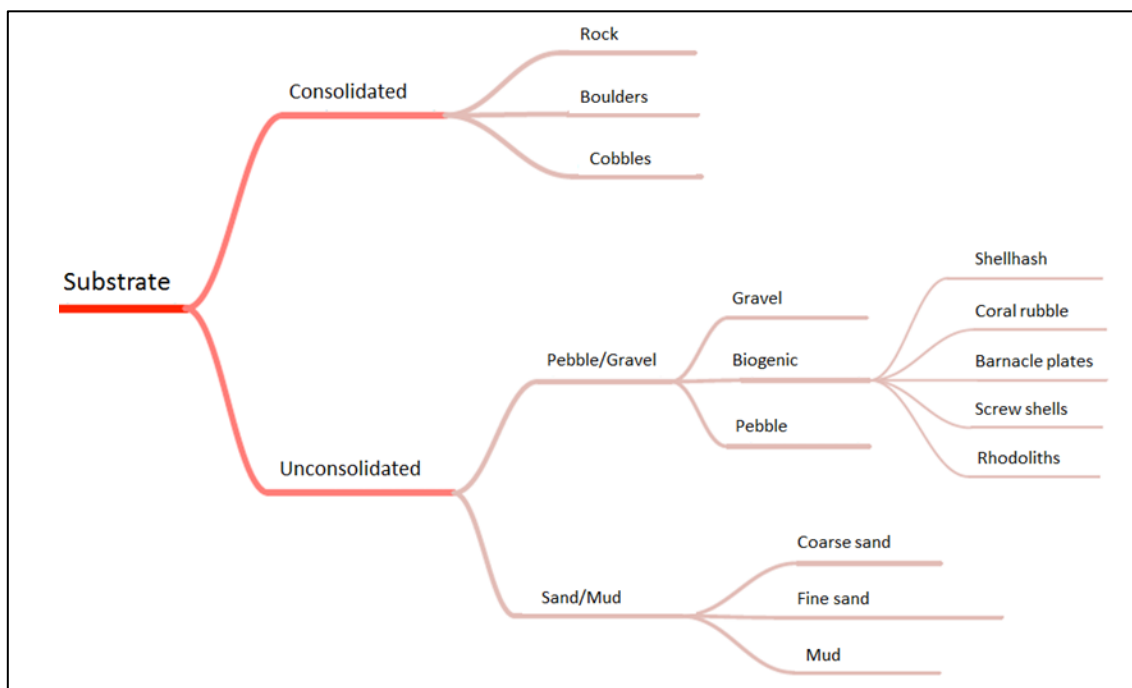 Substrate
Consolidated
Rock
Boulders
Cobbles
Unconsolidated
Pebble/Gravel
Gravel
Biogenic
Shellhash
Coral rubble
Barnacle plates
Screw shells
Rhodoliths
Pebble
Sand/Mud
Coarse sand
Fine sand
Mud